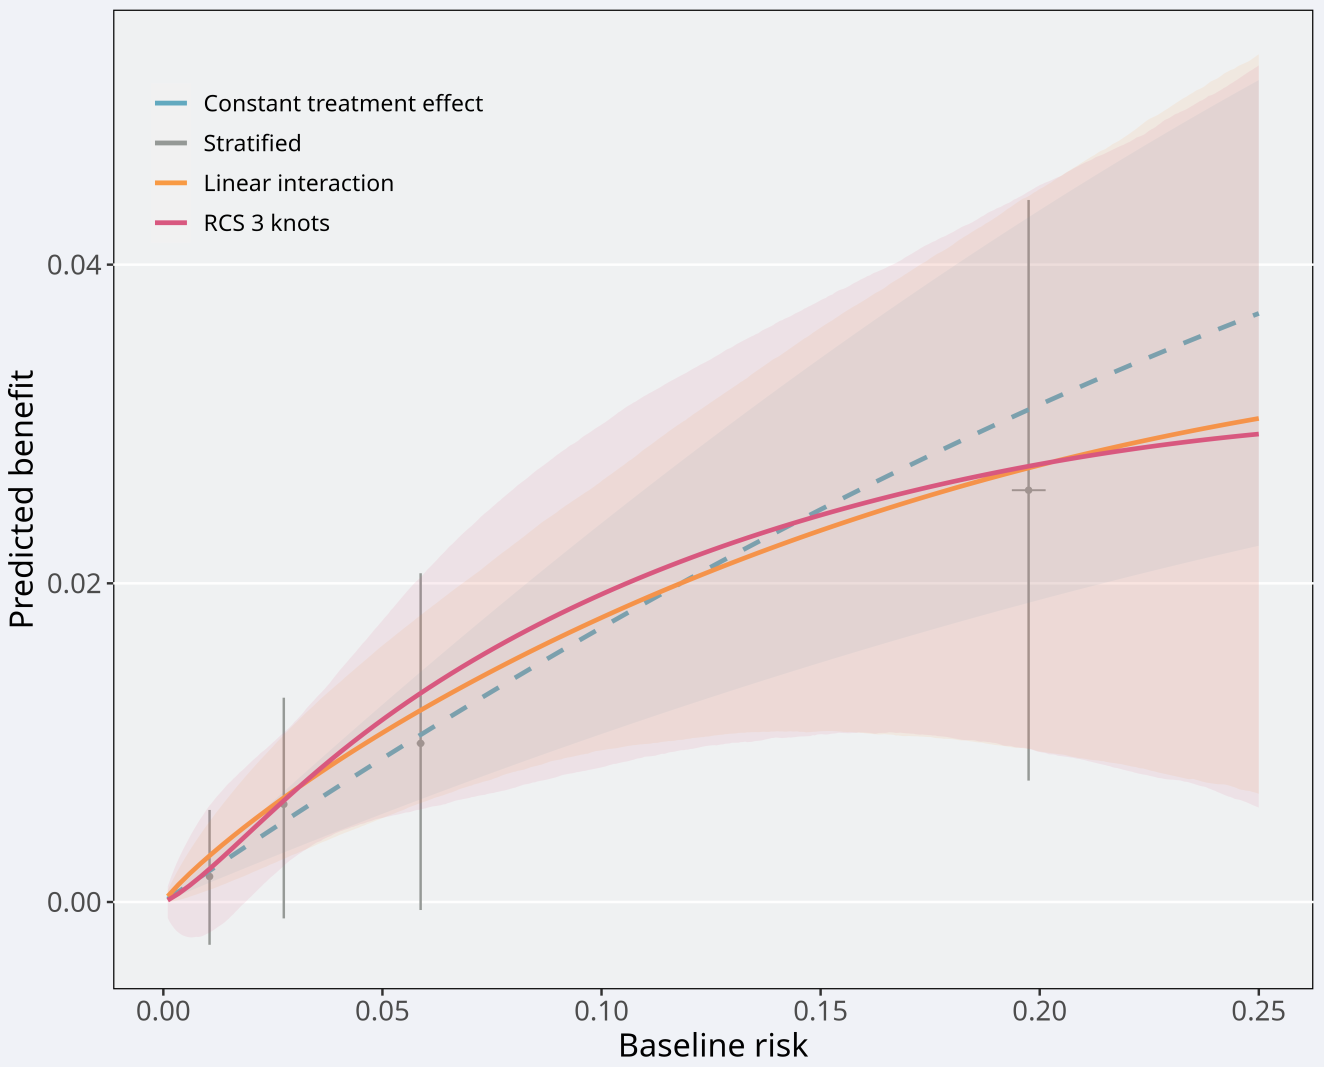 Constant treatment effect
Stratified
Linear interaction
RCS 3 knots
0.04
0.02
0.00
Predicted benefit
0.00 0.05 0.10 0.15 0.20 0.25
Baseline risk